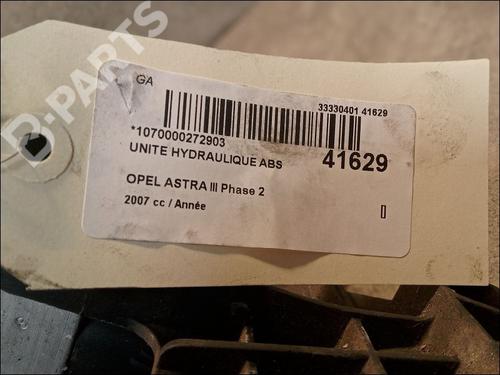 D-PARTS
GA
33330401 41629
*1070000272903
UNITE HYDRAULIQUE ABS
41629
OPEL ASTRA III Phase 2
2007 cc / Année